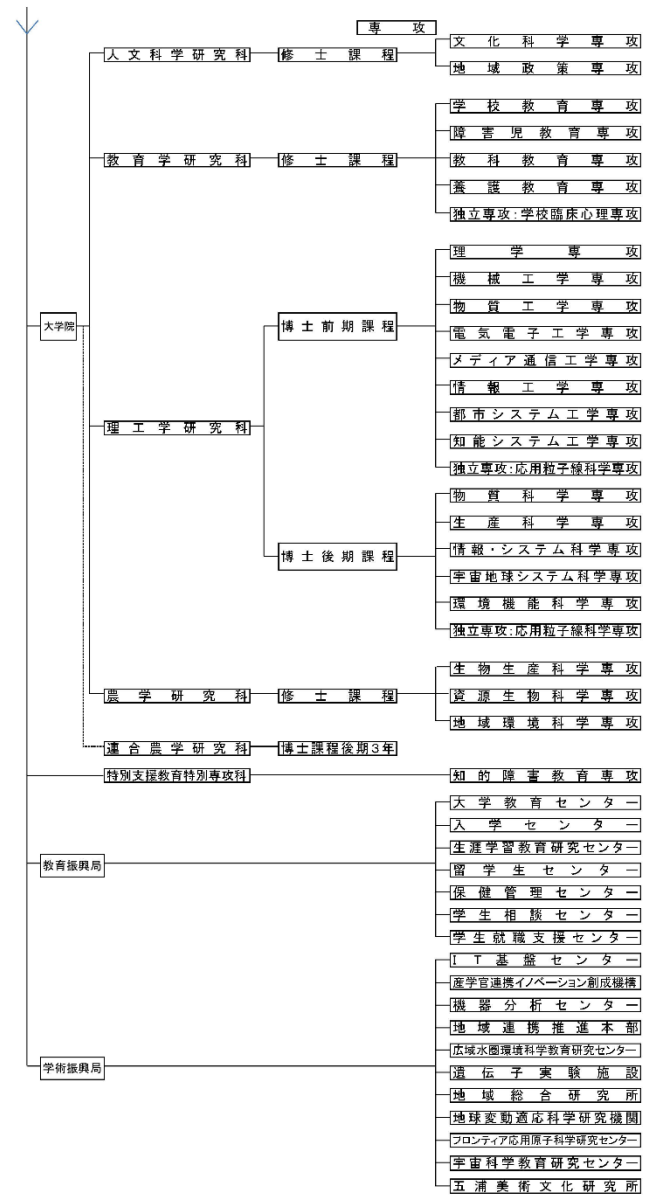 専攻
人文科学研究科
修士課程
文化科学専攻
地域政策専攻
教育学研究科
修士課程
学校教育専攻
障害児教育専攻
教科教育専攻
養護教育専攻
独立専攻:学校臨床心理専攻
大学院
理工学研究科
博士前期課程
理学専攻
機械工学専攻
物質工学専攻
電気電子工学専攻
メディア通信工学専攻
情報工学専攻
都市システム工学専攻
知能システム工学専攻
独立専攻:応用粒子線科学専攻
博士後期課程
物質科学専攻
生産科学専攻
情報・システム科学専攻
宇宙地球システム科学専攻
環境機能科学専攻
独立専攻:応用粒子線科学専攻
農学研究科
修士課程
生物生産科学専攻
資源生物科学専攻
地域環境科学専攻
連合農学研究科
博士課程後期3年
特別支援教育特別専攻科
知的障害教育専攻
教育振興局
大学教育センター
入学センター
生涯学習教育研究センター
留学生センター
保健管理センター
学生相談センター
学生就職支援センター
学術振興局
IT基盤センター
産学官連携イノベーション創成機構
機器分析センター
地域連携推進本部
広域水圏環境科学教育研究センター
遺伝子実験施設
地域総合研究所
地球変動適応科学研究機関
フロンティア応用原子科学研究センター
宇宙科学教育研究センター
五浦美術文化研究所